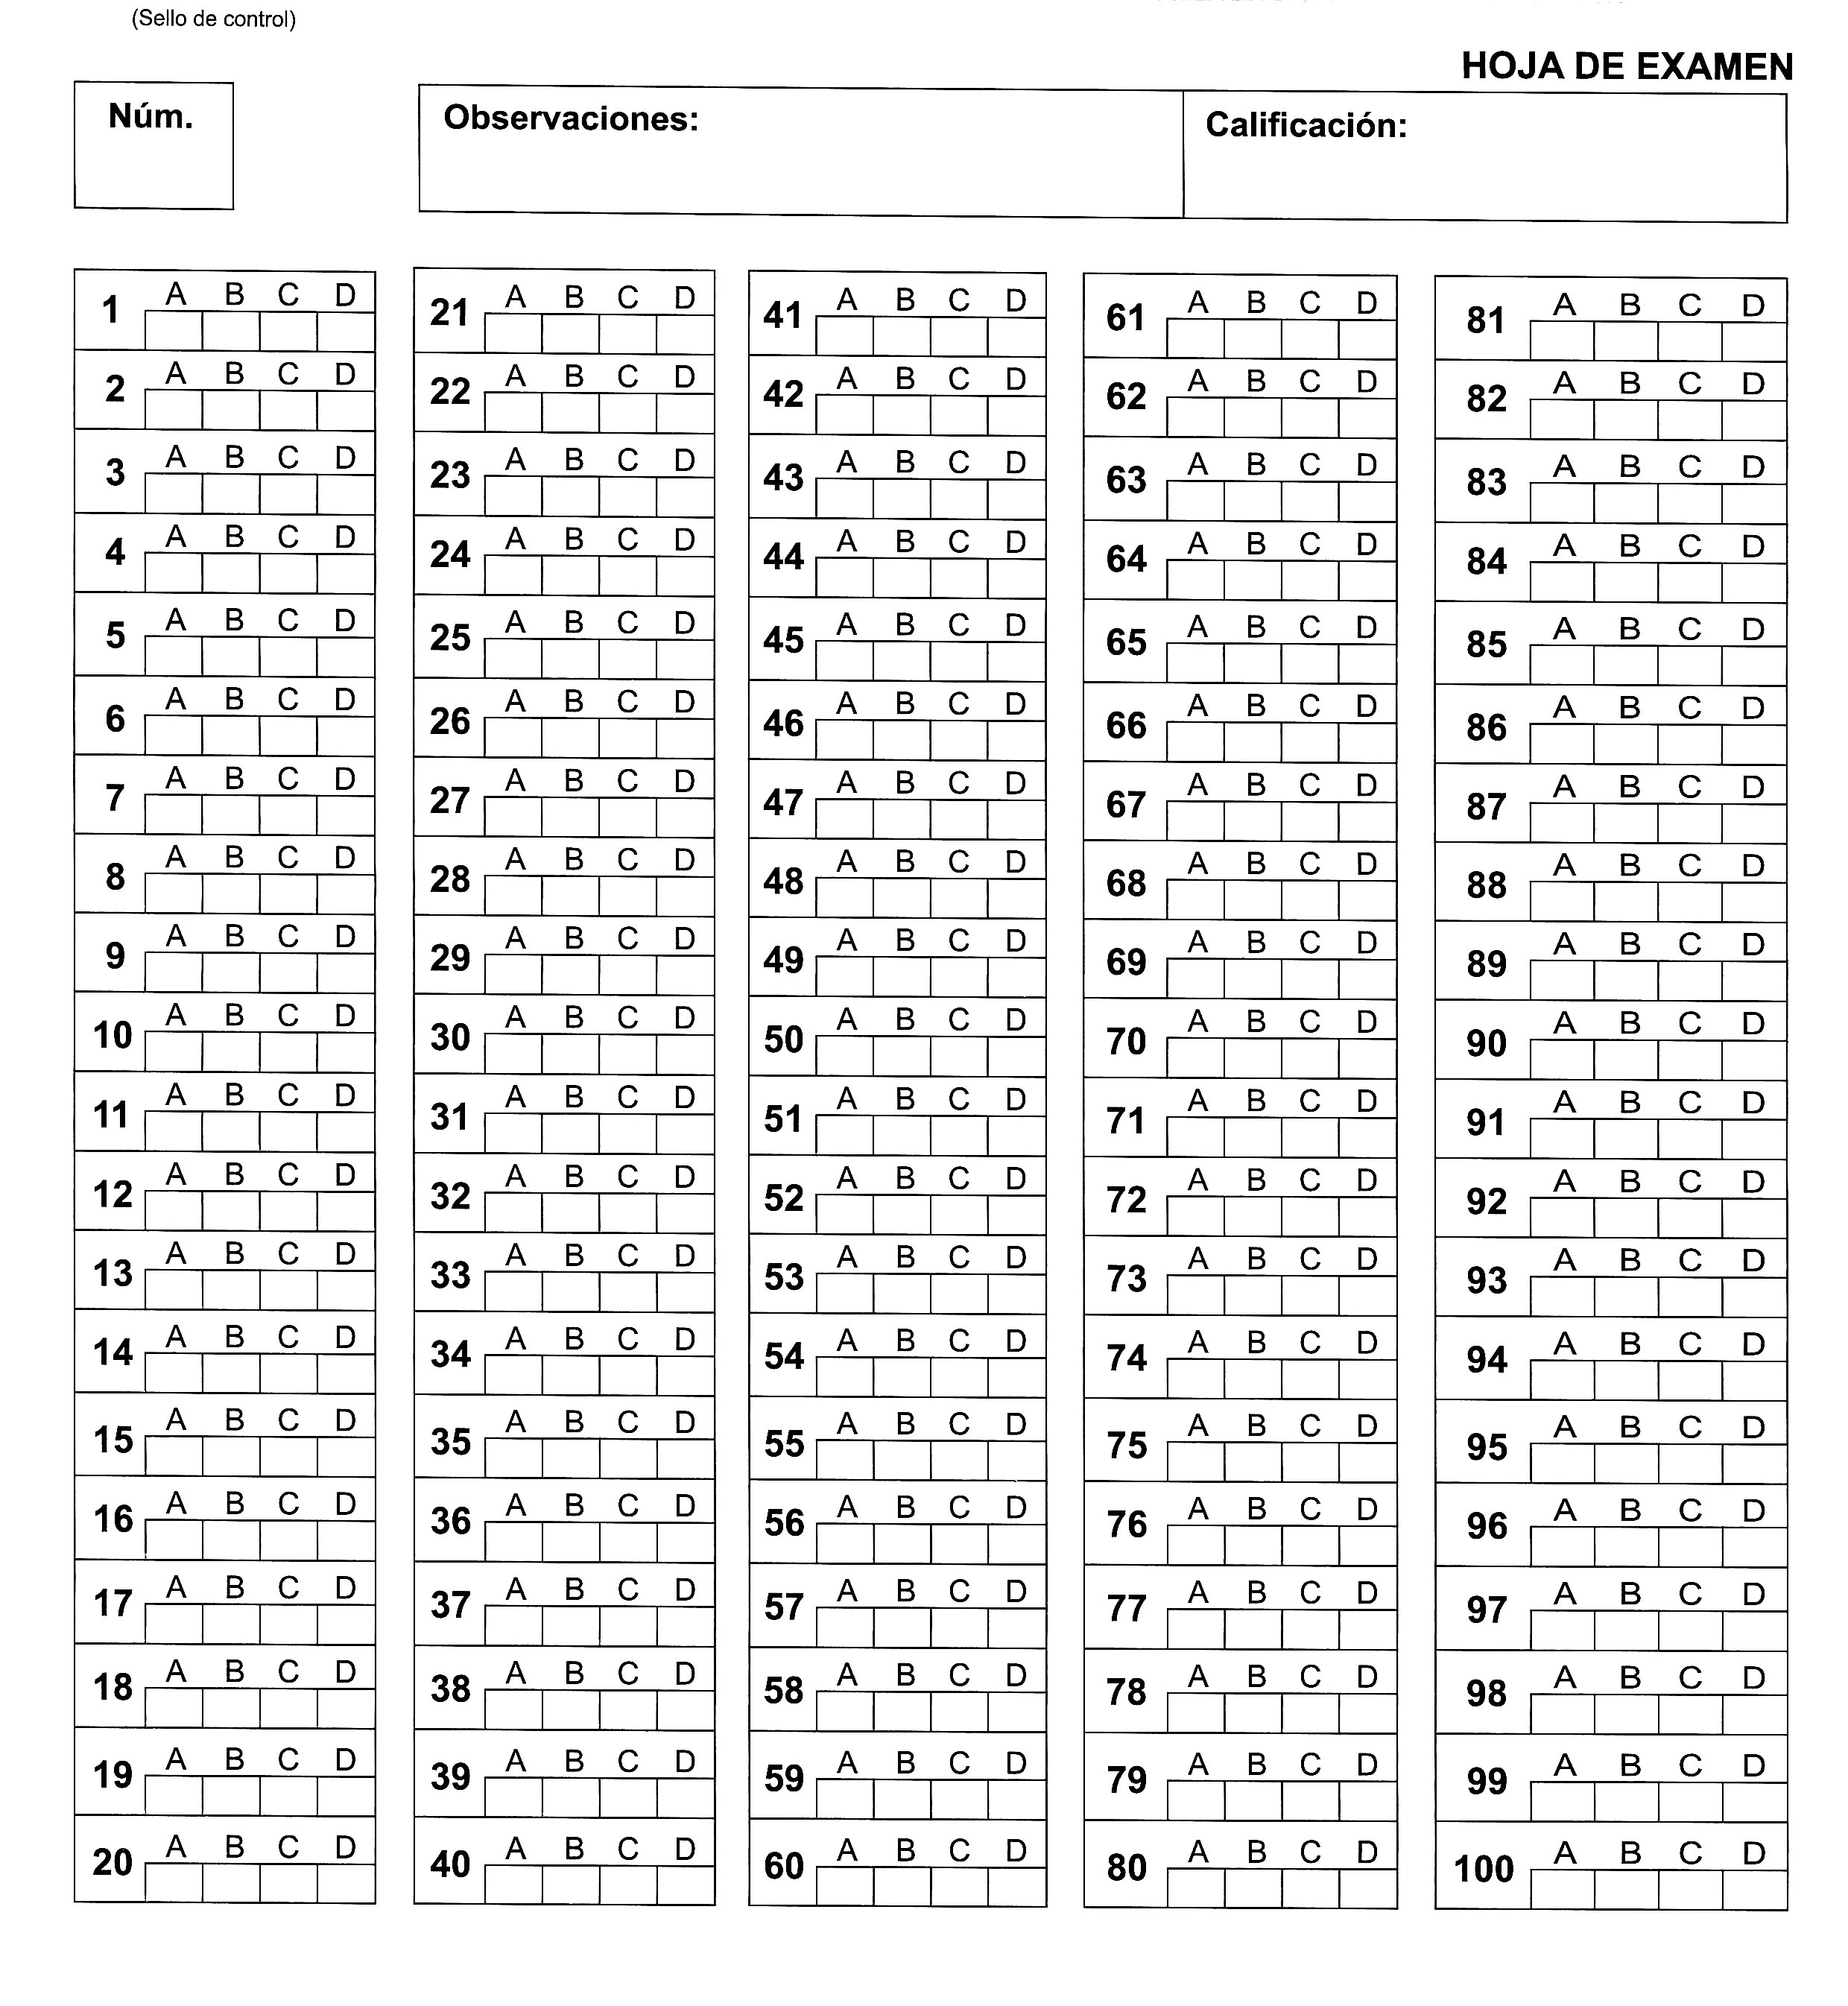 (Sello de control)
HOJA DE EXAMEN
Núm.
Observaciones:
Calificación:
1 A B C D
2 A B C D
3 A B C D
4 A B C D
5 A B C D
6 A B C D
7 A B C D
8 A B C D
9 A B C D
10 A B C D
11 A B C D
12 A B C D
13 A B C D
14 A B C D
15 A B C D
16 A B C D
17 A B C D
18 A B C D
19 A B C D
20 A B C D
21 A B C D
22 A B C D
23 A B C D
24 A B C D
25 A B C D
26 A B C D
27 A B C D
28 A B C D
29 A B C D
30 A B C D
31 A B C D
32 A B C D
33 A B C D
34 A B C D
35 A B C D
36 A B C D
37 A B C D
38 A B C D
39 A B C D
40 A B C D
41 A B C D
42 A B C D
43 A B C D
44 A B C D
45 A B C D
46 A B C D
47 A B C D
48 A B C D
49 A B C D
50 A B C D
51 A B C D
52 A B C D
53 A B C D
54 A B C D
55 A B C D
56 A B C D
57 A B C D
58 A B C D
59 A B C D
60 A B C D
61 A B C D
62 A B C D
63 A B C D
64 A B C D
65 A B C D
66 A B C D
67 A B C D
68 A B C D
69 A B C D
70 A B C D
71 A B C D
72 A B C D
73 A B C D
74 A B C D
75 A B C D
76 A B C D
77 A B C D
78 A B C D
79 A B C D
80 A B C D
81 A B C D
82 A B C D
83 A B C D
84 A B C D
85 A B C D
86 A B C D
87 A B C D
88 A B C D
89 A B C D
90 A B C D
91 A B C D
92 A B C D
93 A B C D
94 A B C D
95 A B C D
96 A B C D
97 A B C D
98 A B C D
99 A B C D
100 A B C D